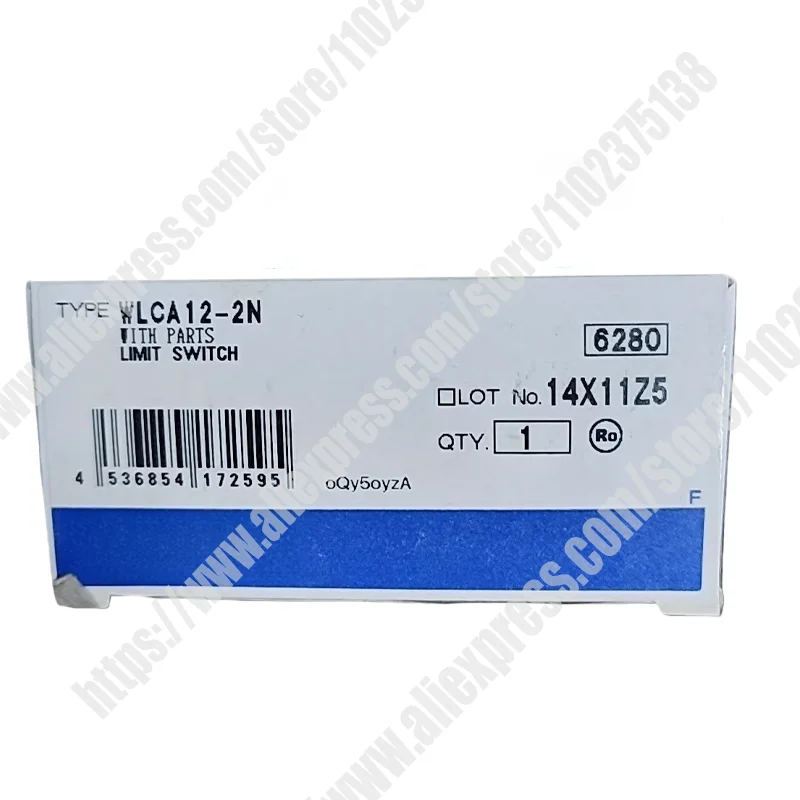 TYPE WLCA12-2N
WITH PARTS
LIMIT SWITCH
6280
□LOT No. 14X11Z5
QTY. 1 Ro
4 536854 172595
oQy5oyzA
F
https://www.aliexpress.com/store/1102375138
https://www.aliexpress.com/store/1102375138